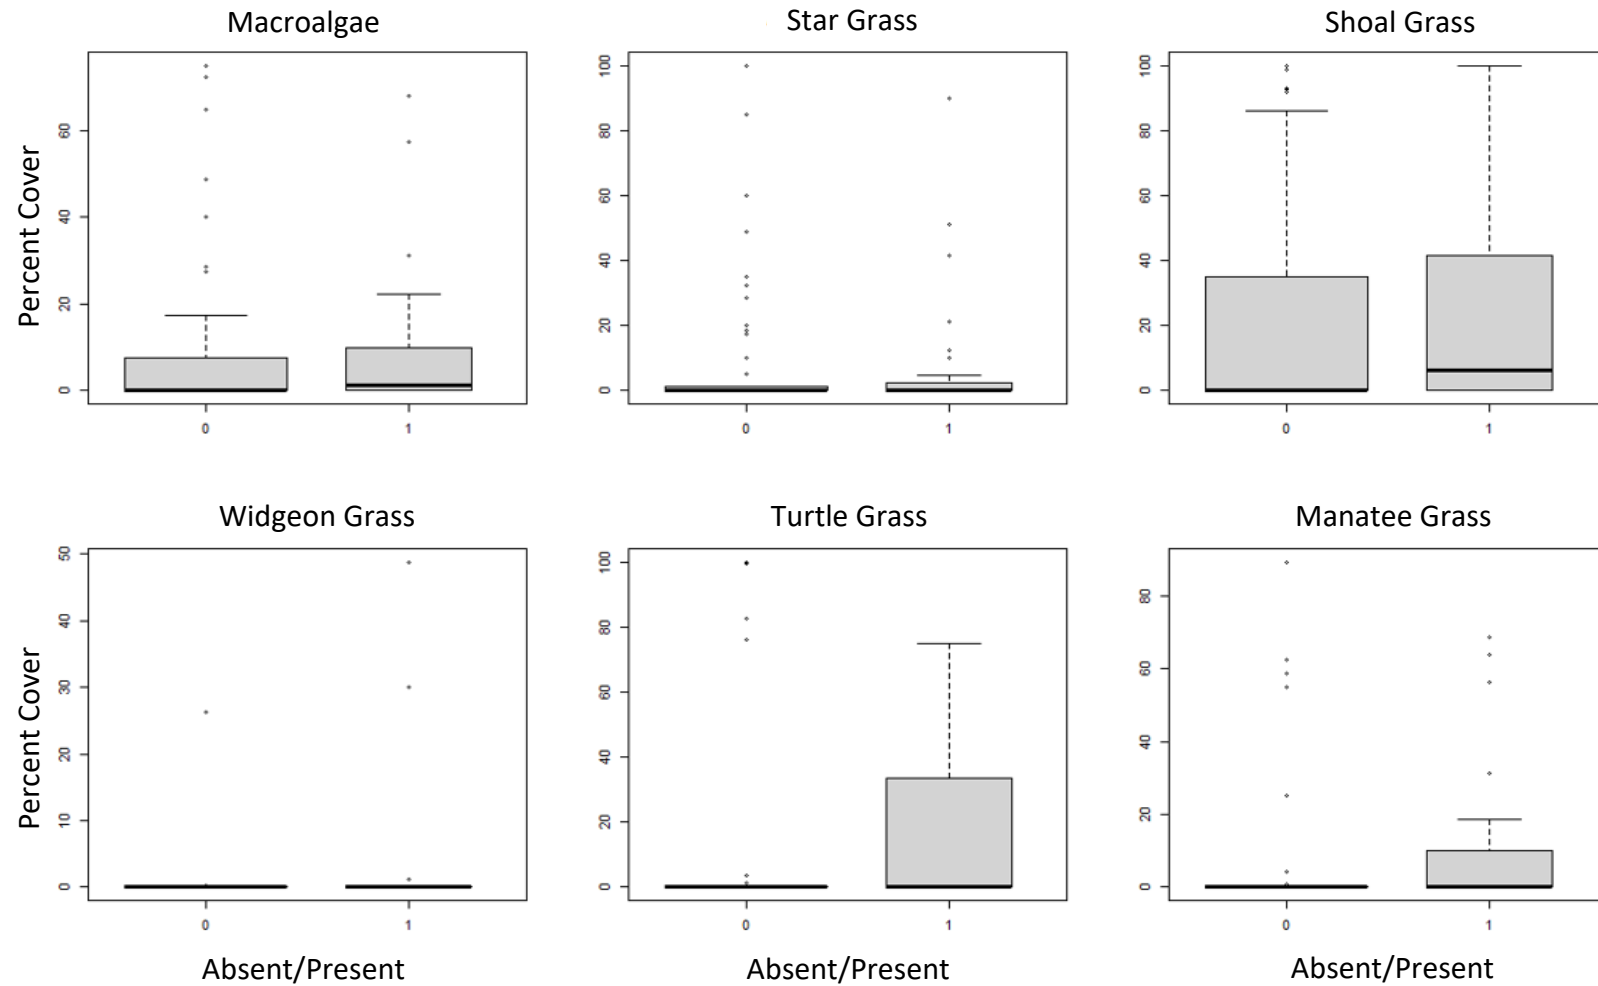 Macroalgae
Star Grass
Shoal Grass
Percent Cover
0 20 40 60
0 1
0 20 40 60 80 100
0 1
0 20 40 60 80 100
0 1
Widgeon Grass
Turtle Grass
Manatee Grass
Percent Cover
0 10 20 30 40 50
0 1
0 20 40 60 80 100
0 1
0 20 40 60 80
0 1
Absent/Present
Absent/Present
Absent/Present